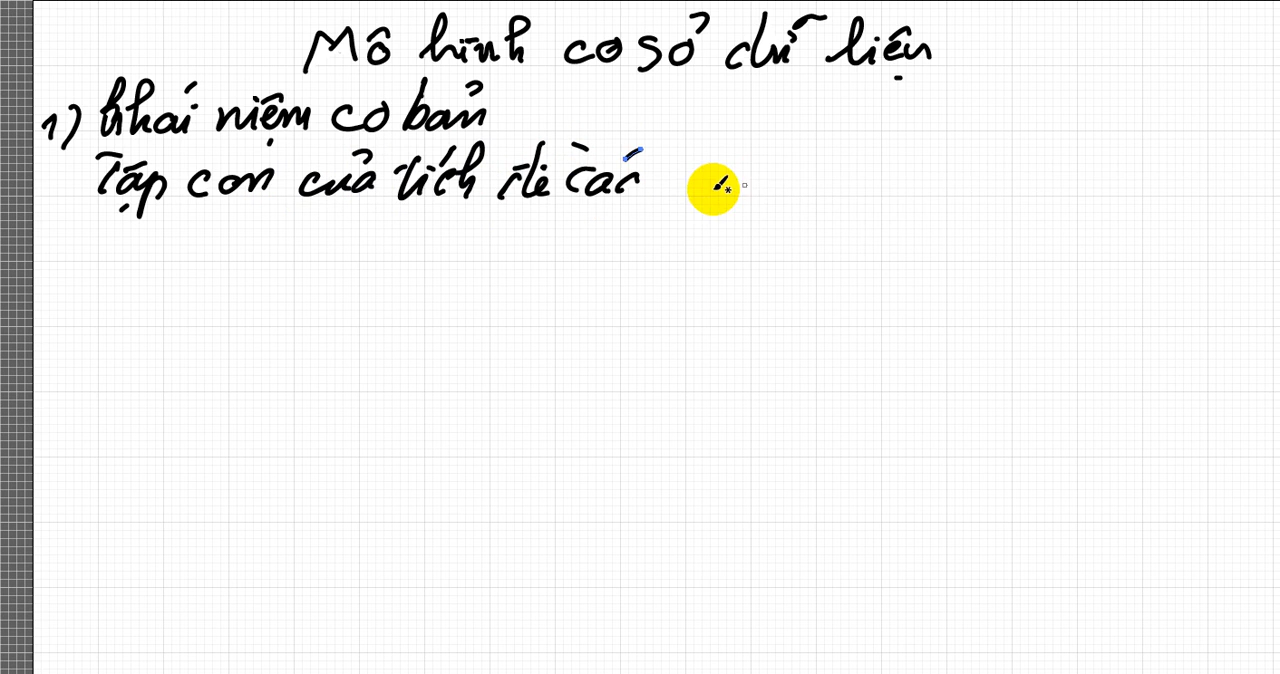 Mô hình cơ sở dữ liệu
1) Khái niệm cơ bản
Tập con của tích Đề các